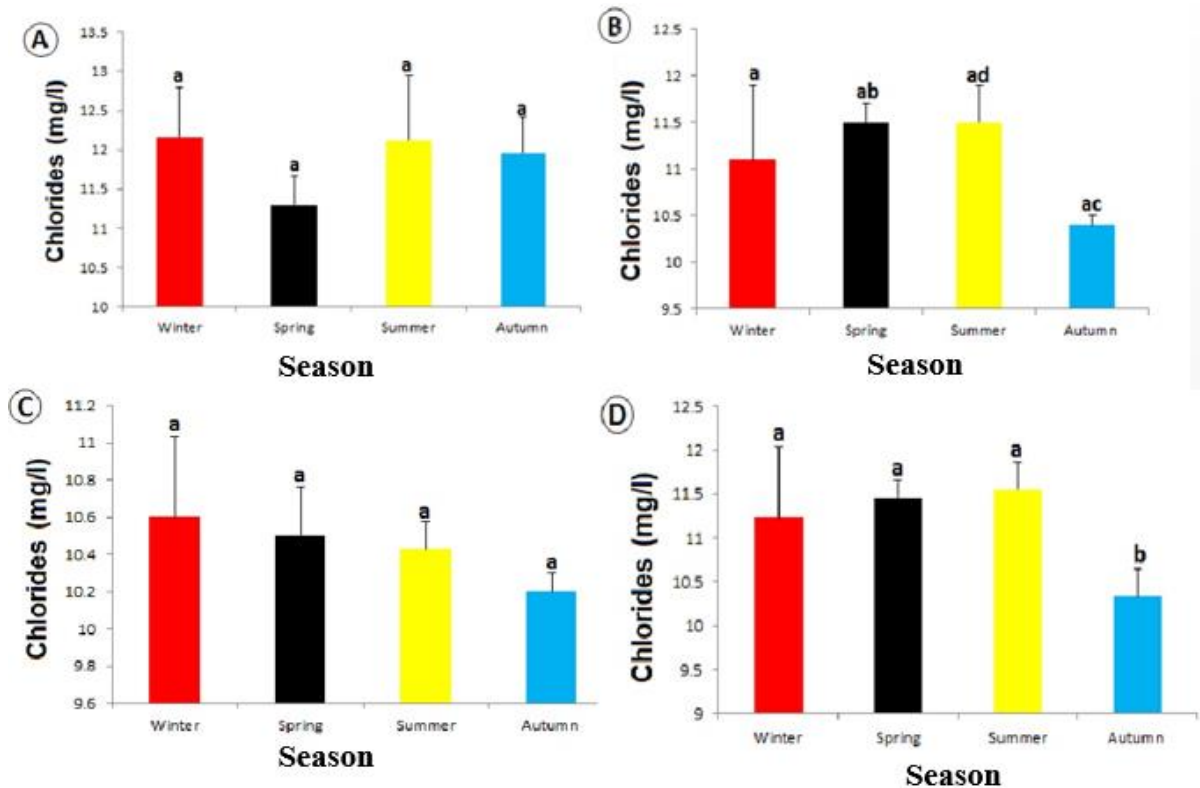 A
Chlorides (mg/l)
13.5
13
12.5
12
11.5
11
10.5
10
a
a
a
a
Winter
Spring
Summer
Autumn
Season
B
Chlorides (mg/l)
12.5
12
11.5
11
10.5
10
9.5
a
ab
ad
ac
Winter
Spring
Summer
Autumn
Season
C
Chlorides (mg/l)
11.2
11
10.8
10.6
10.4
10.2
10
9.8
9.6
a
a
a
a
Winter
Spring
Summer
Autumn
Season
D
Chlorides (mg/l)
12.5
12
11.5
11
10.5
10
9.5
9
a
a
a
b
Winter
Spring
Summer
Autumn
Season